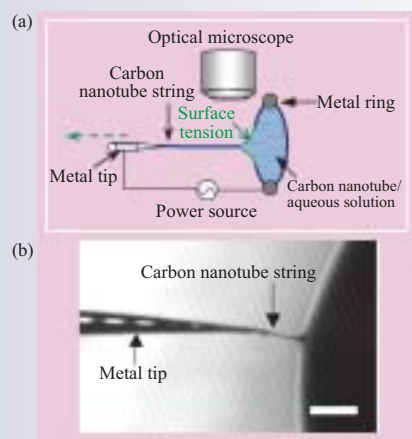 (a)
Optical microscope
Carbon
nanotube string
Surface
tension
Metal ring
Metal tip
Carbon nanotube/
aqueous solution
Power source
(b)
Carbon nanotube string
Metal tip